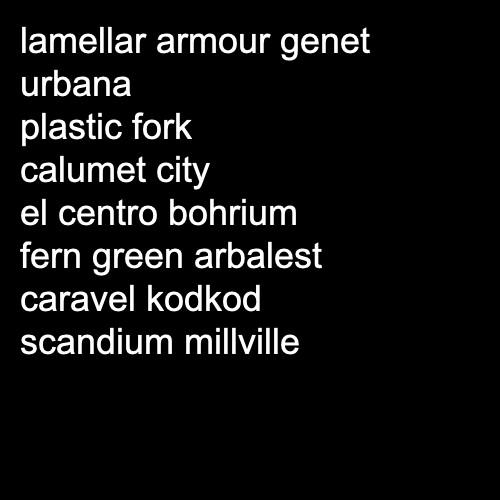 lamellar armour genet
urbana
plastic fork
calumet city
el centro bohrium
fern green arbalest
caravel kodkod
scandium millville